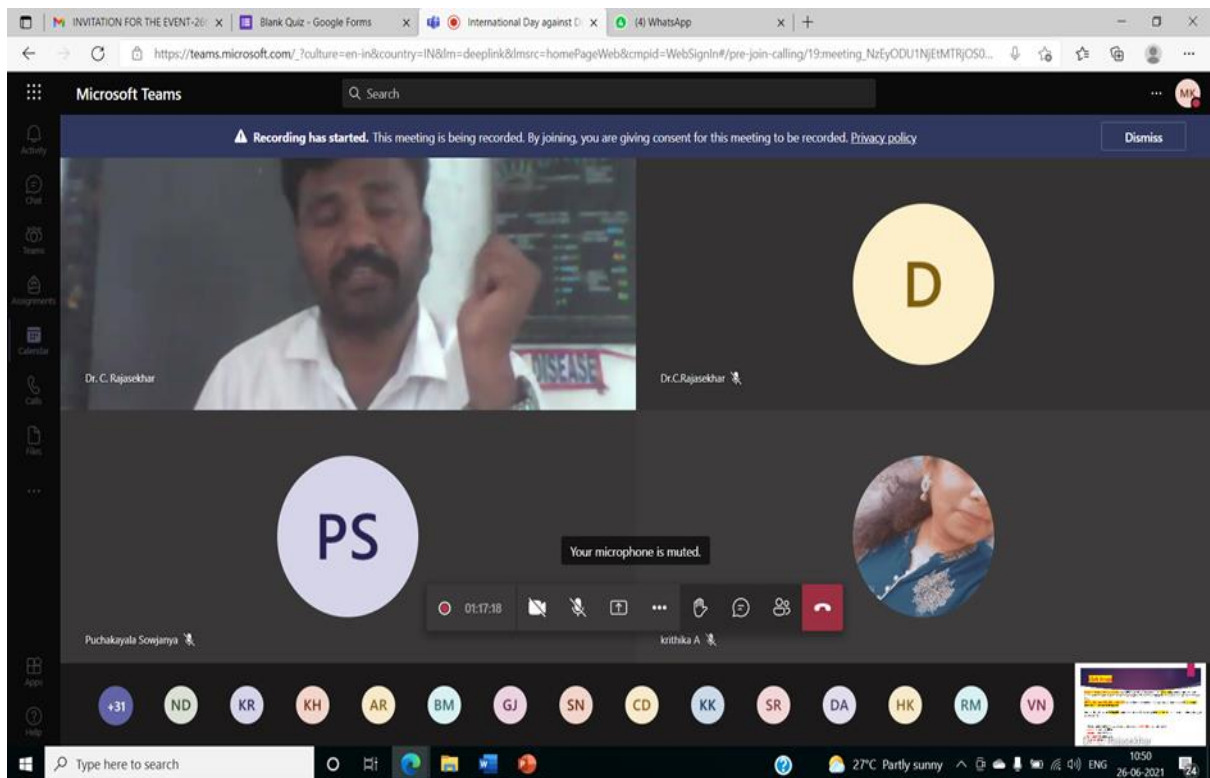 INVITATION FOR THE EVENT-26
Blank Quiz - Google Forms
International Day against D
(4) WhatsApp
https://teams.microsoft.com/_?culture=en-in&country=IN&lm=deeplink&lmsrc=homePageWeb&cmpid=WebSignIn#/pre-join-calling/19:meeting_NzEyODU1NjEtMTRjOS0...
Microsoft Teams
Search
MK
Recording has started. This meeting is being recorded. By joining, you are giving consent for this meeting to be recorded. Privacy policy
Dismiss
Activity
Chat
Teams
Assignments
Calendar
Calls
Files
DISEASE
Dr. C. Rajasekhar
D
Dr.C.Rajasekhar
PS
Your microphone is muted.
01:17:18
Puchakayala Sowjanya
krithika A
Apps
Help
+31 ND KR KH AR BM GJ SN CD KK SR DA HK RM VN
Type here to search
27°C Partly sunny
ENG
10:50
26-06-2021
24